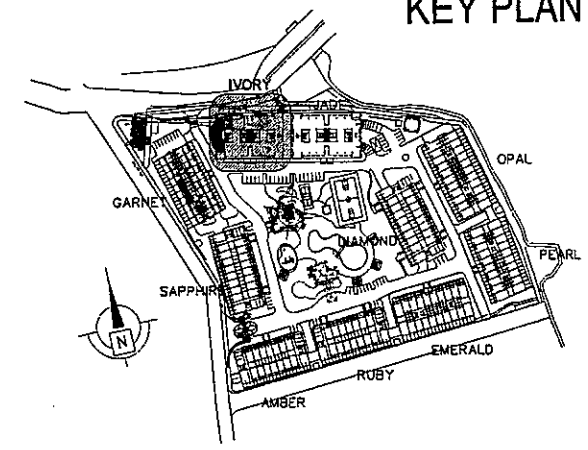 KEY PLAN
IVORY
JADE
OPAL
GARNET
DIAMOND
PEARL
SAPPHIRE
N
EMERALD
RUBY
AMBER